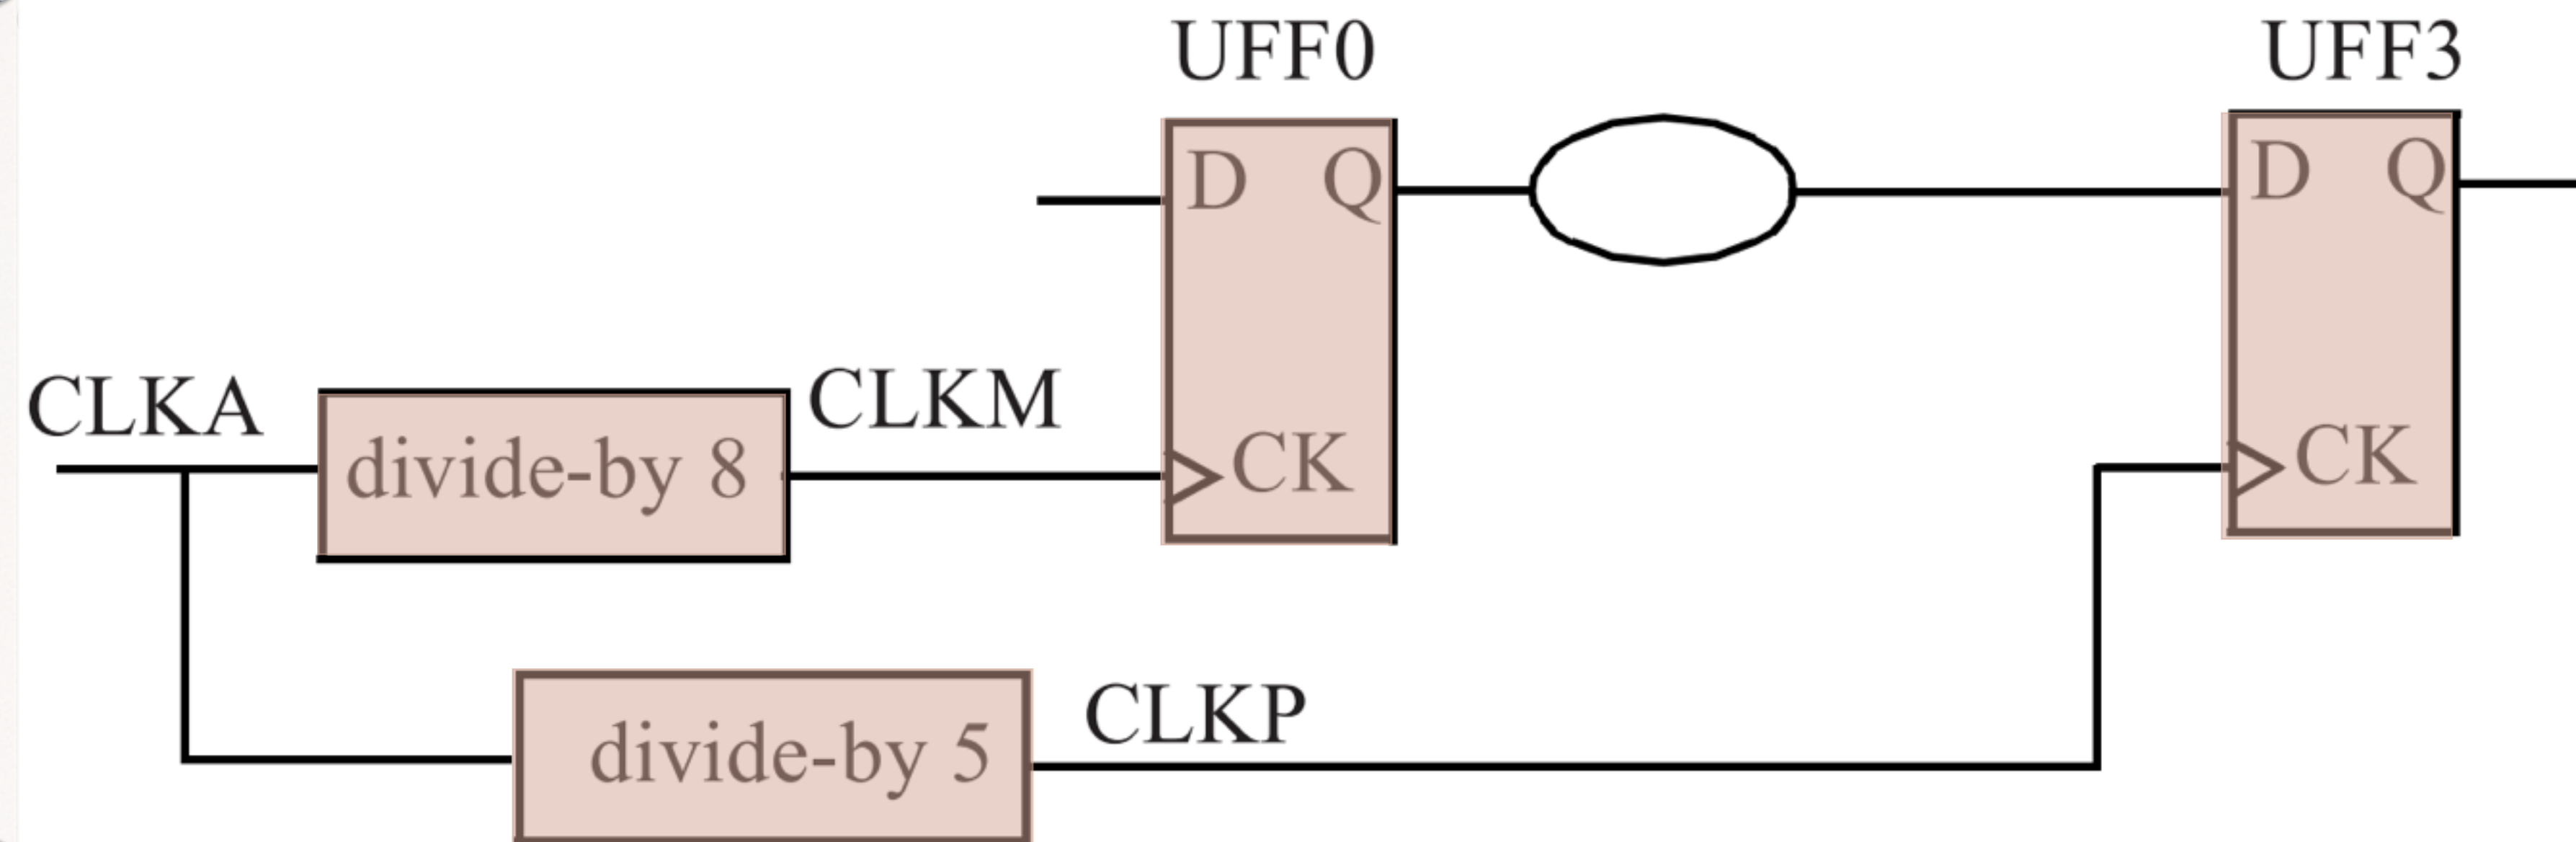 UFF0
UFF3
D Q
D Q
CLKA
CLKM
divide-by 8
CK
CK
CLKP
divide-by 5